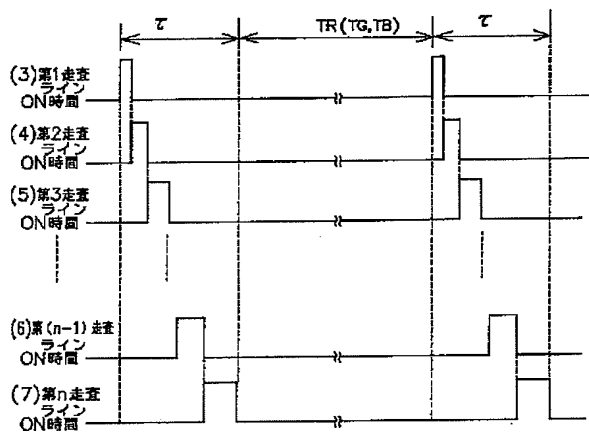 τ
TR(TG,TB)
τ
(3)第1走査
ライン
ON時間
(4)第2走査
ライン
ON時間
(5)第3走査
ライン
ON時間
(6)第(n-1)走査
ライン
ON時間
(7)第n走査
ライン
ON時間